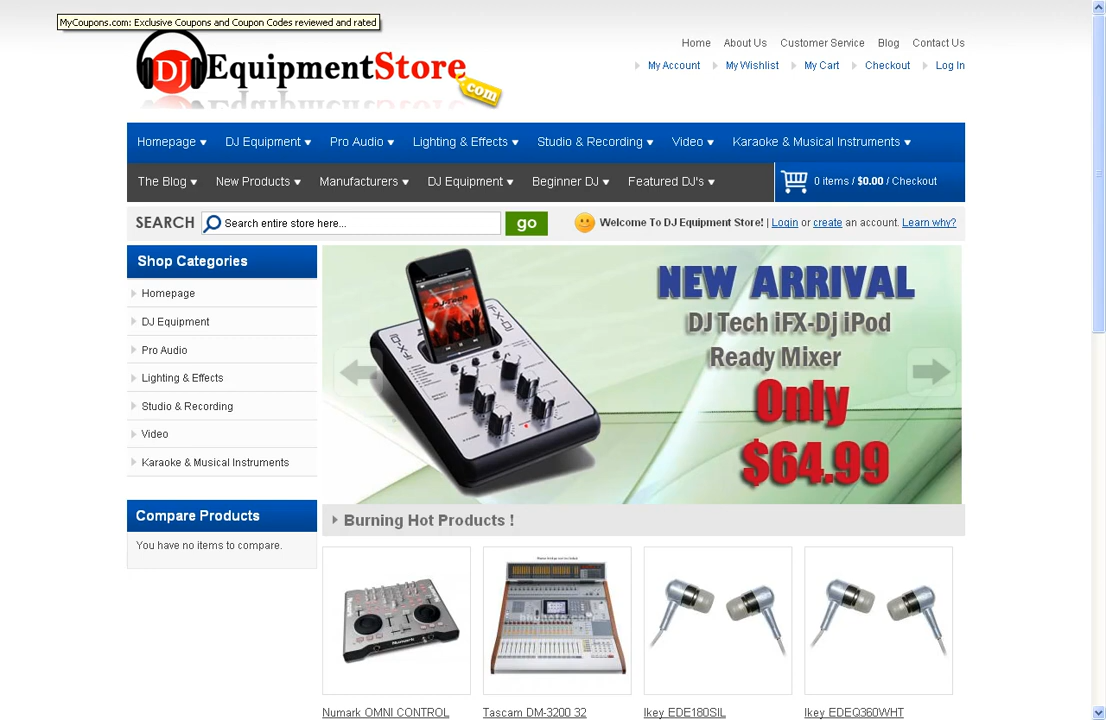 MyCoupons.com: Exclusive Coupons and Coupon Codes reviewed and rated
DJ EquipmentStore .com
Home About Us Customer Service Blog Contact Us
My Account My Wishlist My Cart Checkout Log In
Homepage DJ Equipment Pro Audio Lighting & Effects Studio & Recording Video Karaoke & Musical Instruments
The Blog New Products Manufacturers DJ Equipment Beginner DJ Featured DJ's 0 items / $0.00 / Checkout
SEARCH Search entire store here... go Welcome To DJ Equipment Store! | Login or create an account. Learn why?
Shop Categories
Homepage
DJ Equipment
Pro Audio
Lighting & Effects
Studio & Recording
Video
Karaoke & Musical Instruments
Compare Products
You have no items to compare.
NEW ARRIVAL
DJ Tech iFX-Dj iPod
Ready Mixer
Only
$64.99
Burning Hot Products !
Numark OMNI CONTROL
Tascam DM-3200 32
Ikey EDE180SIL
Ikey EDEQ360WHT